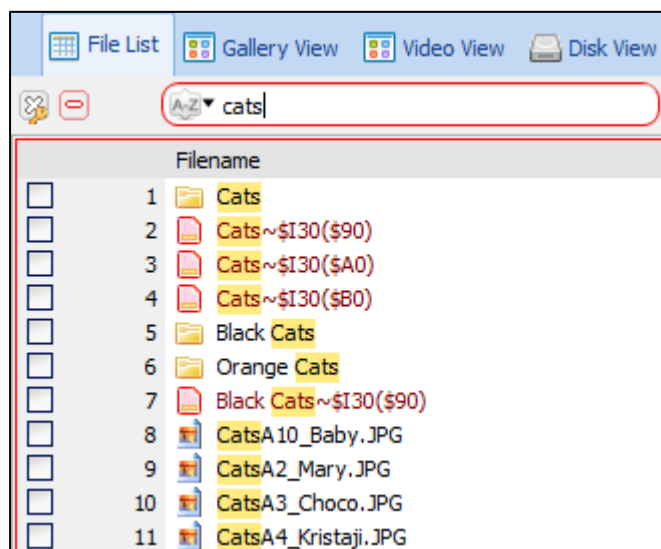 File List Gallery View Video View Disk View
A-Z cats
Filename
1 Cats
2 Cats~$I30($90)
3 Cats~$I30($A0)
4 Cats~$I30($B0)
5 Black Cats
6 Orange Cats
7 Black Cats~$I30($90)
8 CatsA10_Baby.JPG
9 CatsA2_Mary.JPG
10 CatsA3_Choco.JPG
11 CatsA4_Kristaji.JPG